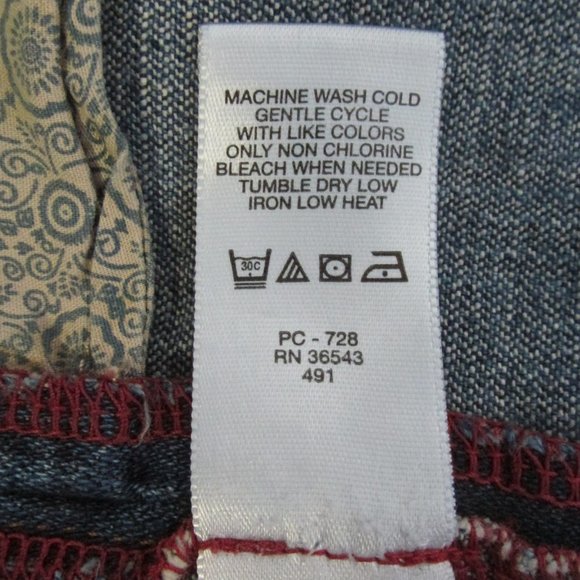 MACHINE WASH COLD
GENTLE CYCLE
WITH LIKE COLORS
ONLY NON CHLORINE
BLEACH WHEN NEEDED
TUMBLE DRY LOW
IRON LOW HEAT
30C
PC - 728
RN 36543
491